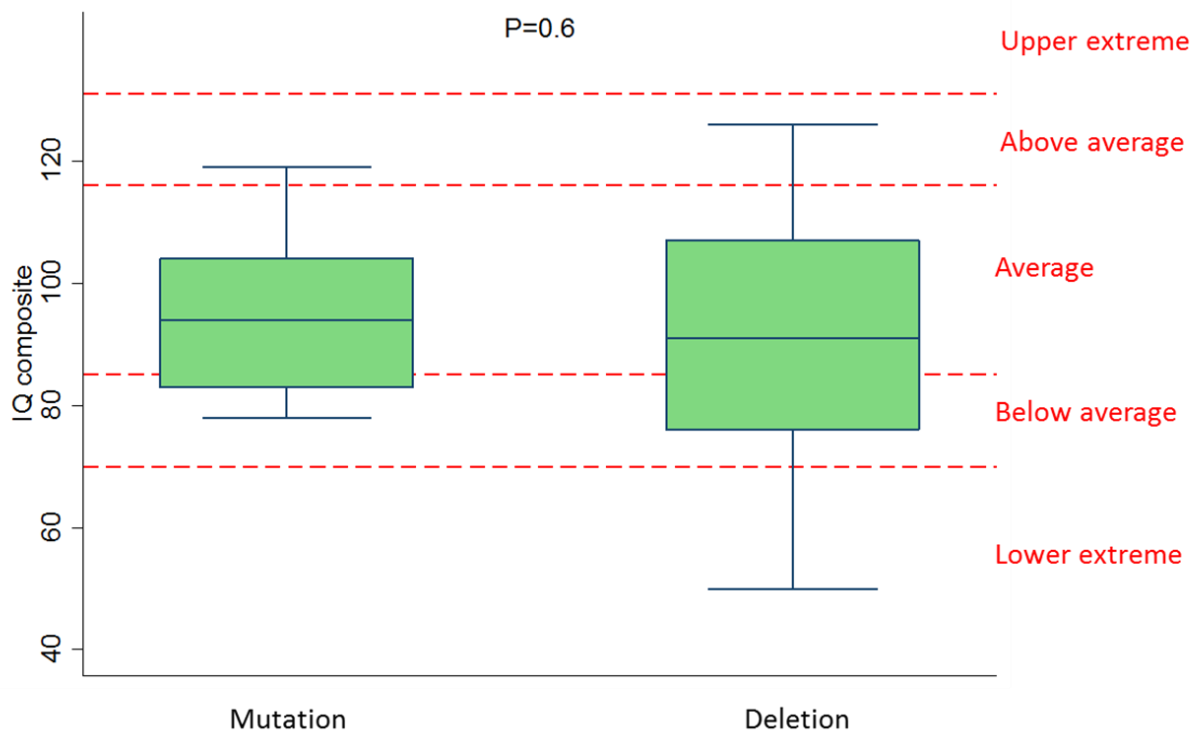 P=0.6
Upper extreme
Above average
Average
Below average
Lower extreme
IQ composite
120
100
80
60
40
Mutation
Deletion